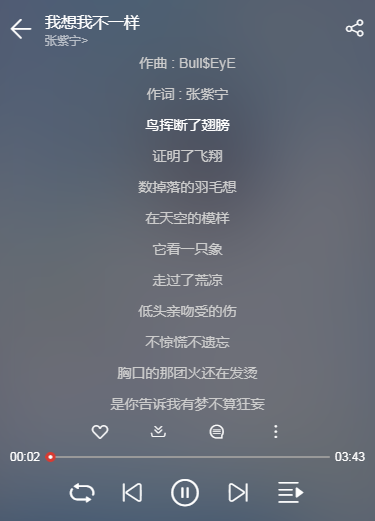 我想我不一样
张紫宁>
作曲 : Bull$EyE
作词 : 张紫宁
鸟挥断了翅膀
证明了飞翔
数掉落的羽毛想
在天空的模样
它看一只象
走过了荒凉
低头亲吻受的伤
不惊慌不遗忘
胸口的那团火还在发烫
是你告诉我有梦不算狂妄
00:02
03:43